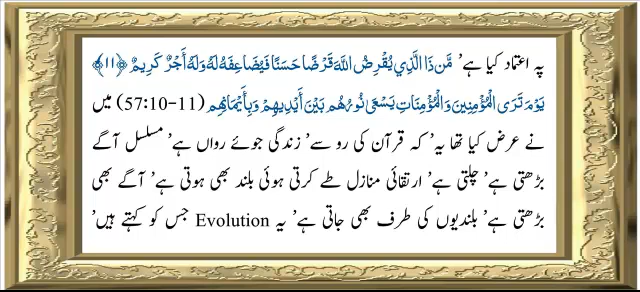 پہ اعتماد کیا ہے’ مَّن ذَا الَّذِي يُقْرِضُ اللَّهَ قَرْضًا حَسَنًا فَيُضَاعِفَهُ لَهُ وَلَهُ أَجْرٌ كَرِيمٌ ﴿١١﴾
يَوْمَ تَرَى الْمُؤْمِنِينَ وَالْمُؤْمِنَاتِ يَسْعَىٰ نُورُهُم بَيْنَ أَيْدِيهِمْ وَبِأَيْمَانِهِم (57:10-11) میں
نے عرض کیا تھا یہ’ کہ قرآن کی رو سے’ زندگی جوئے رواں ہے’ مسلسل آگے
بڑھتی ہے’ چلتی ہے’ ارتقائی منازل طے کرتی ہوئی بلند بھی ہوتی ہے’ آگے بھی
بڑھتی ہے’ بلندیوں کی طرف بھی جاتی ہے’ یہ Evolution جس کو کہتے ہیں’